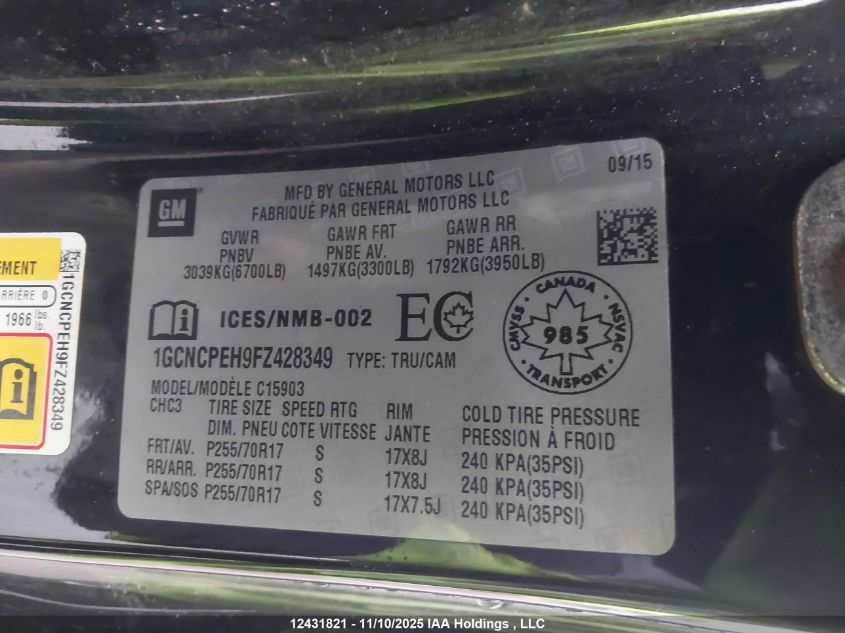 GM
MFD BY GENERAL MOTORS LLC
FABRIQUÉ PAR GENERAL MOTORS LLC
09/15
GVWR GAWR FRT GAWR RR
PNBV PNBE AV. PNBE ARR.
3039KG(6700LB) 1497KG(3300LB) 1792KG(3950LB)
ICES/NMB-002 EC
CANADA
CMVSS 985 NSVAC
TRANSPORT
1GCNCPEH9FZ428349 TYPE: TRU/CAM
MODEL/MODÈLE C15903
CHC3 TIRE SIZE SPEED RTG RIM COLD TIRE PRESSURE
DIM. PNEU COTE VITESSE JANTE PRESSION À FROID
FRT/AV. P255/70R17 S 17X8J 240 KPA(35PSI)
RR/ARR. P255/70R17 S 17X8J 240 KPA(35PSI)
SPA/SOS P255/70R17 S 17X7.5J 240 KPA(35PSI)
EMENT
ARRIÈRE 0
1966 lbs.
lb.
1GCNCPEH9FZ428349
12431821 - 11/10/2025 IAA Holdings , LLC